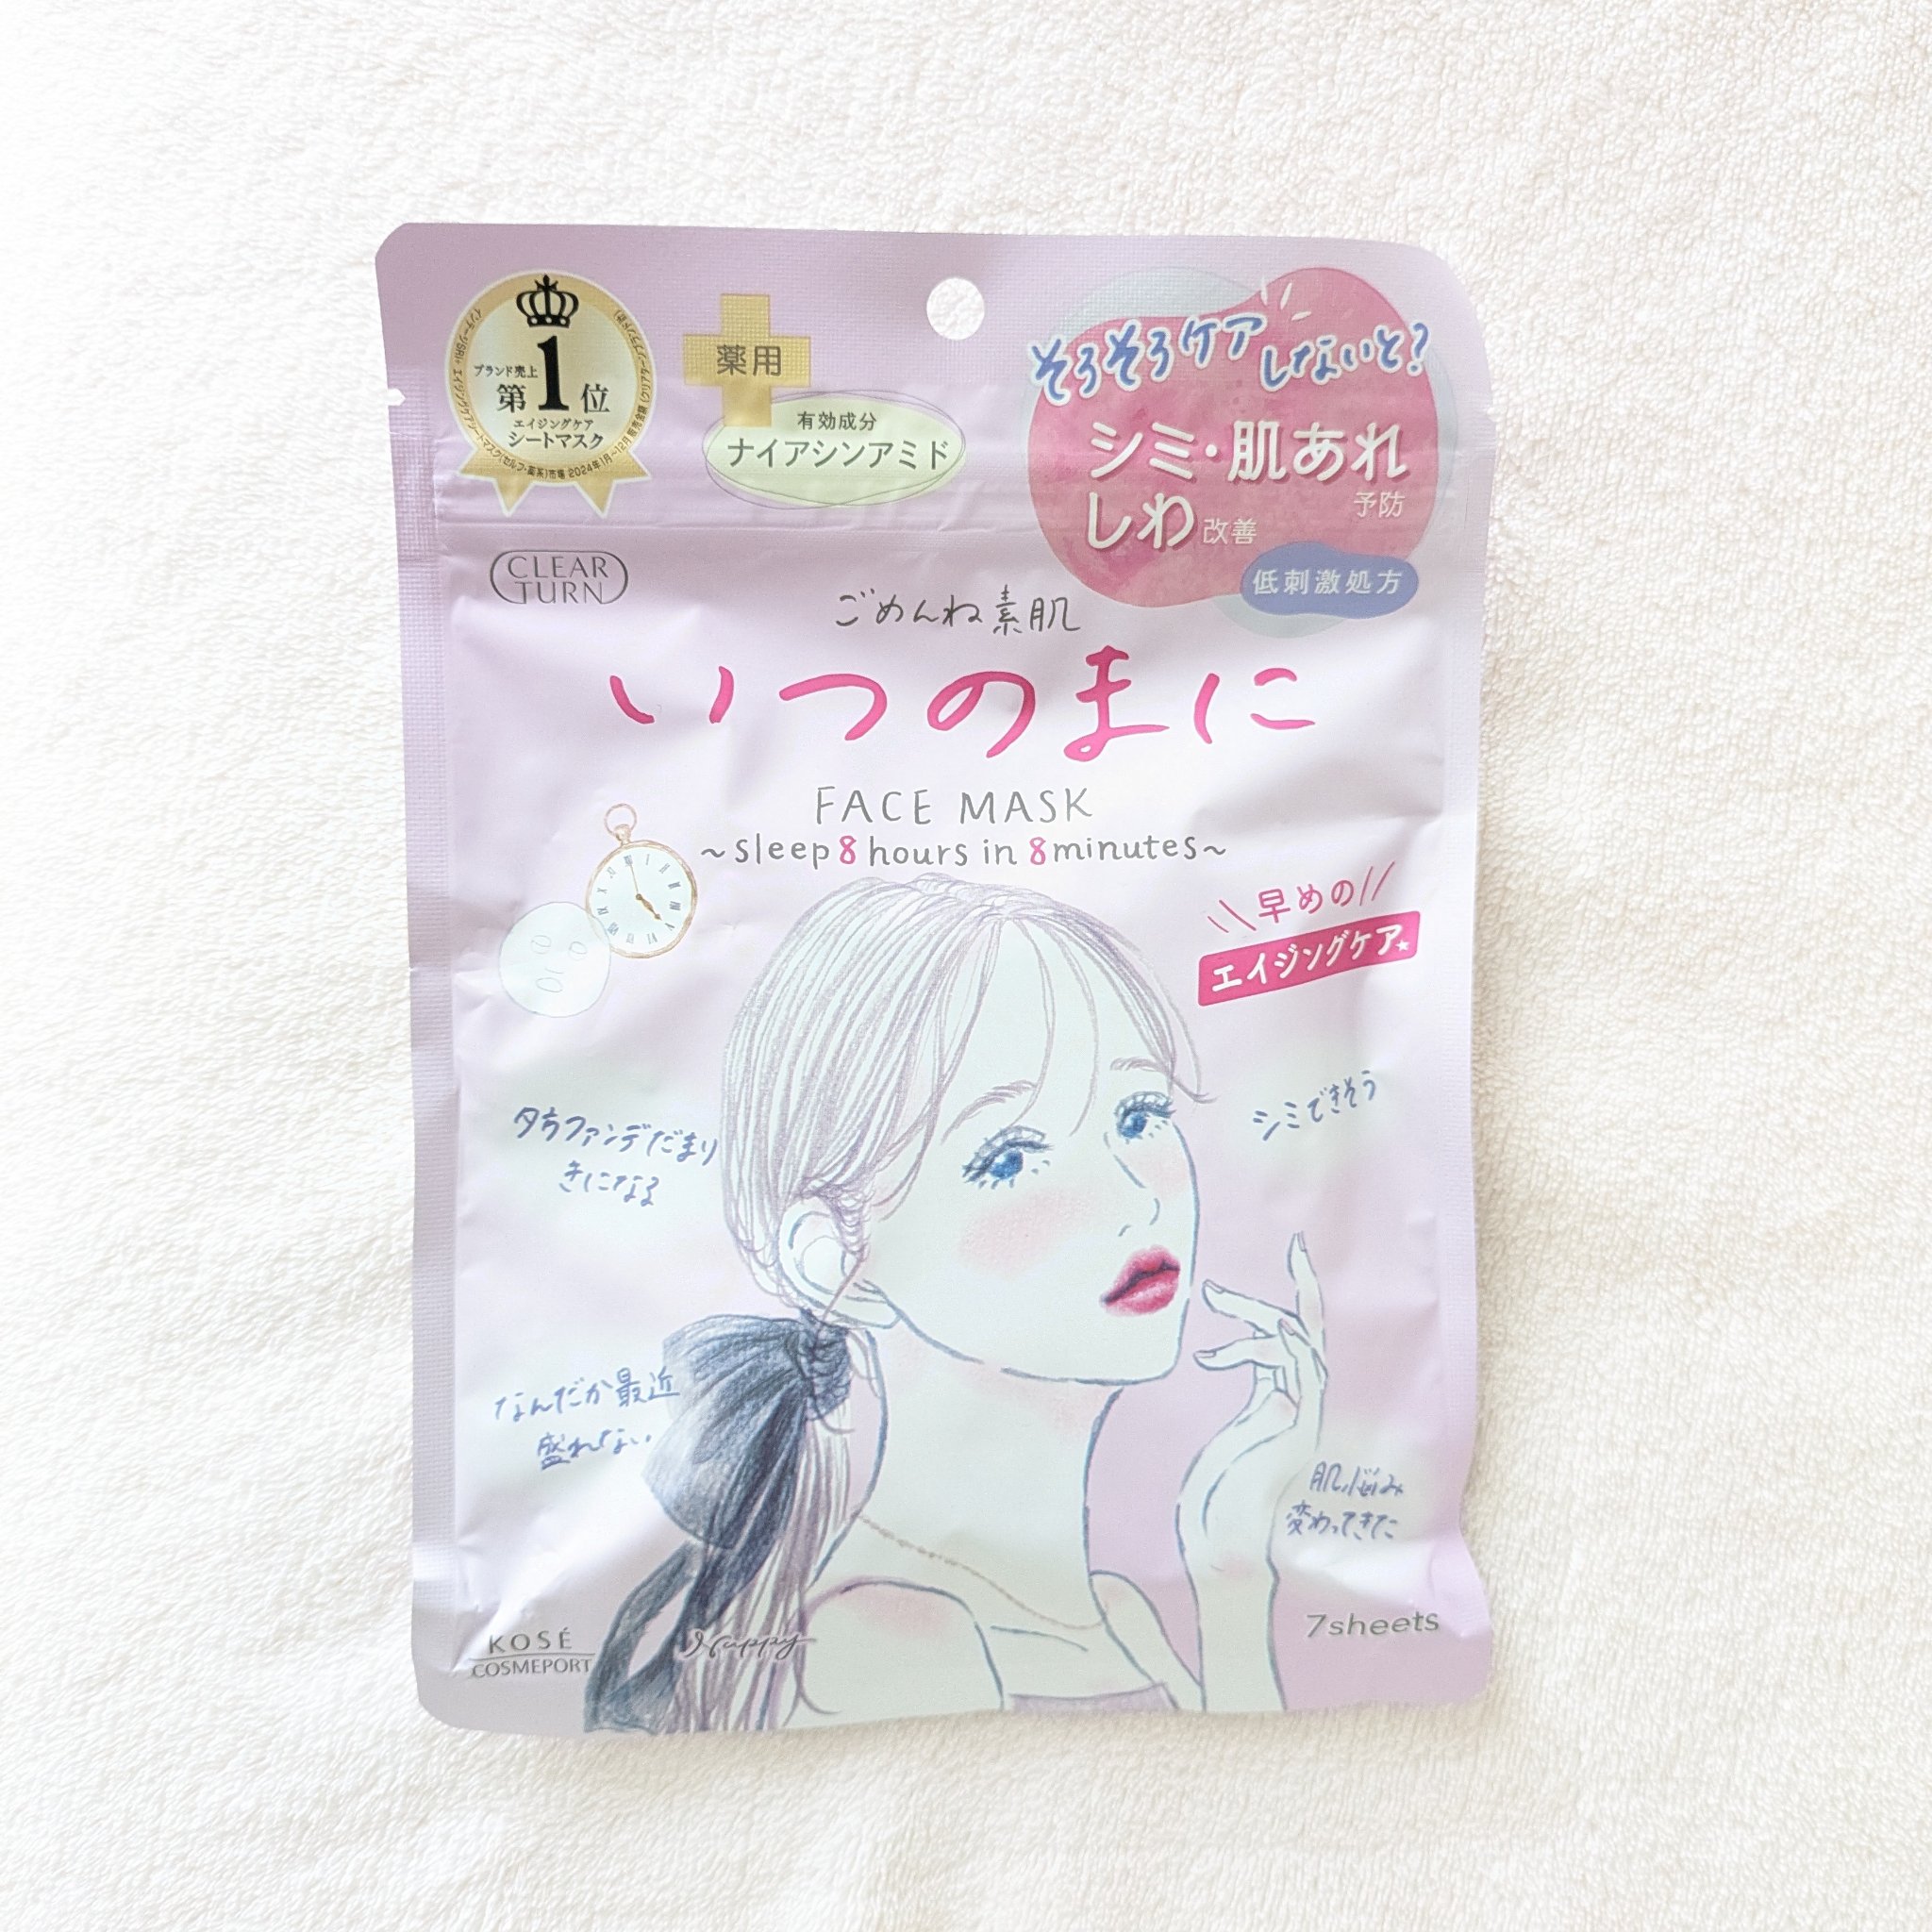 ブランド売上
第1位
エイジングケア
シートマスク
薬用
有効成分
ナイアシンアミド
そろそろケア
しないと?
シミ・肌あれ
予防
しわ改善
低刺激処方
CLEAR
TURN
ごめんね素肌
いつのまに
FACE MASK
~sleep 8 hours in 8 minutes~
早めの
エイジングケア★
夕方ファンデだまり
きになる
シミできそう
なんだか最近
盛れない
肌悩み
変わってきた
7sheets
KOSÉ
COSMEPORT
Happy